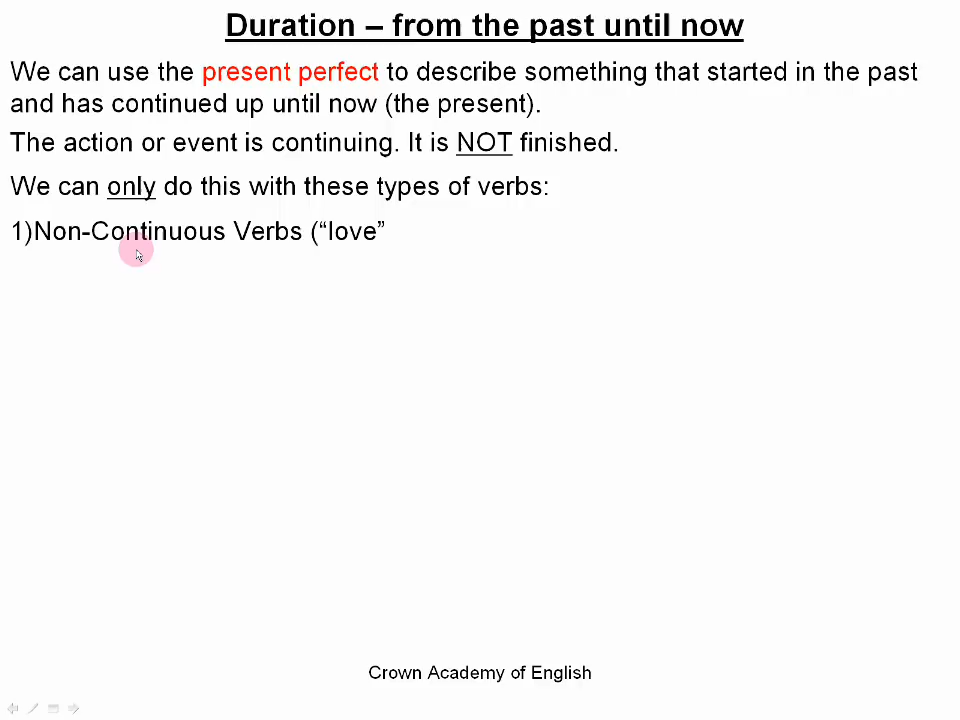 Duration – from the past until now
We can use the present perfect to describe something that started in the past
and has continued up until now (the present).
The action or event is continuing. It is NOT finished.
We can only do this with these types of verbs:
1)Non-Continuous Verbs (“love”
Crown Academy of English